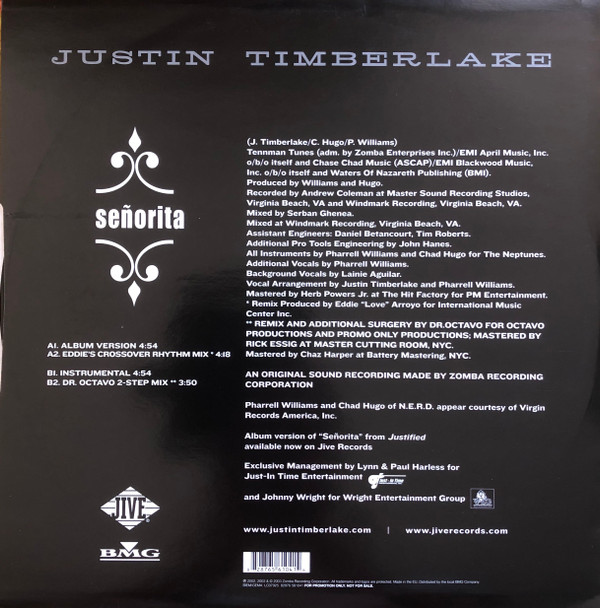 JUSTIN TIMBERLAKE
señorita
A1. ALBUM VERSION 4:54
A2. EDDIE'S CROSSOVER RHYTHM MIX * 4:18
B1. INSTRUMENTAL 4:54
B2. DR. OCTAVO 2-STEP MIX ** 3:50
(J. Timberlake/C. Hugo/P. Williams)
Tennman Tunes (adm. by Zomba Enterprises Inc.)/EMI April Music, Inc.
o/b/o itself and Chase Chad Music (ASCAP)/EMI Blackwood Music,
Inc. o/b/o itself and Waters Of Nazareth Publishing (BMI).
Produced by Williams and Hugo.
Recorded by Andrew Coleman at Master Sound Recording Studios,
Virginia Beach, VA and Windmark Recording, Virginia Beach, VA.
Mixed by Serban Ghenea.
Mixed at Windmark Recording, Virginia Beach, VA.
Assistant Engineers: Daniel Betancourt, Tim Roberts.
Additional Pro Tools Engineering by John Hanes.
All Instruments by Pharrell Williams and Chad Hugo for The Neptunes.
Additional Vocals by Pharrell Williams.
Background Vocals by Lainie Aguilar.
Vocal Arrangement by Justin Timberlake and Pharrell Williams.
Mastered by Herb Powers Jr. at The Hit Factory for PM Entertainment.
* Remix Produced by Eddie "Love" Arroyo for International Music
Center Inc.
** REMIX AND ADDITIONAL SURGERY BY DR.OCTAVO FOR OCTAVO
PRODUCTIONS AND PROMO ONLY PRODUCTIONS; MASTERED BY
RICK ESSIG AT MASTER CUTTING ROOM, NYC.
Mastered by Chaz Harper at Battery Mastering, NYC.
AN ORIGINAL SOUND RECORDING MADE BY ZOMBA RECORDING
CORPORATION
Pharrell Williams and Chad Hugo of N.E.R.D. appear courtesy of Virgin
Records America, Inc.
Album version of "Señorita" from Justified
available now on Jive Records
Exclusive Management by Lynn & Paul Harless for
Just-In Time Entertainment
Just-in Time
and Johnny Wright for Wright Entertainment Group
JIVE
BMG
www.justintimberlake.com | www.jiverecords.com
FOR PROMOTION ONLY. NOT FOR SALE